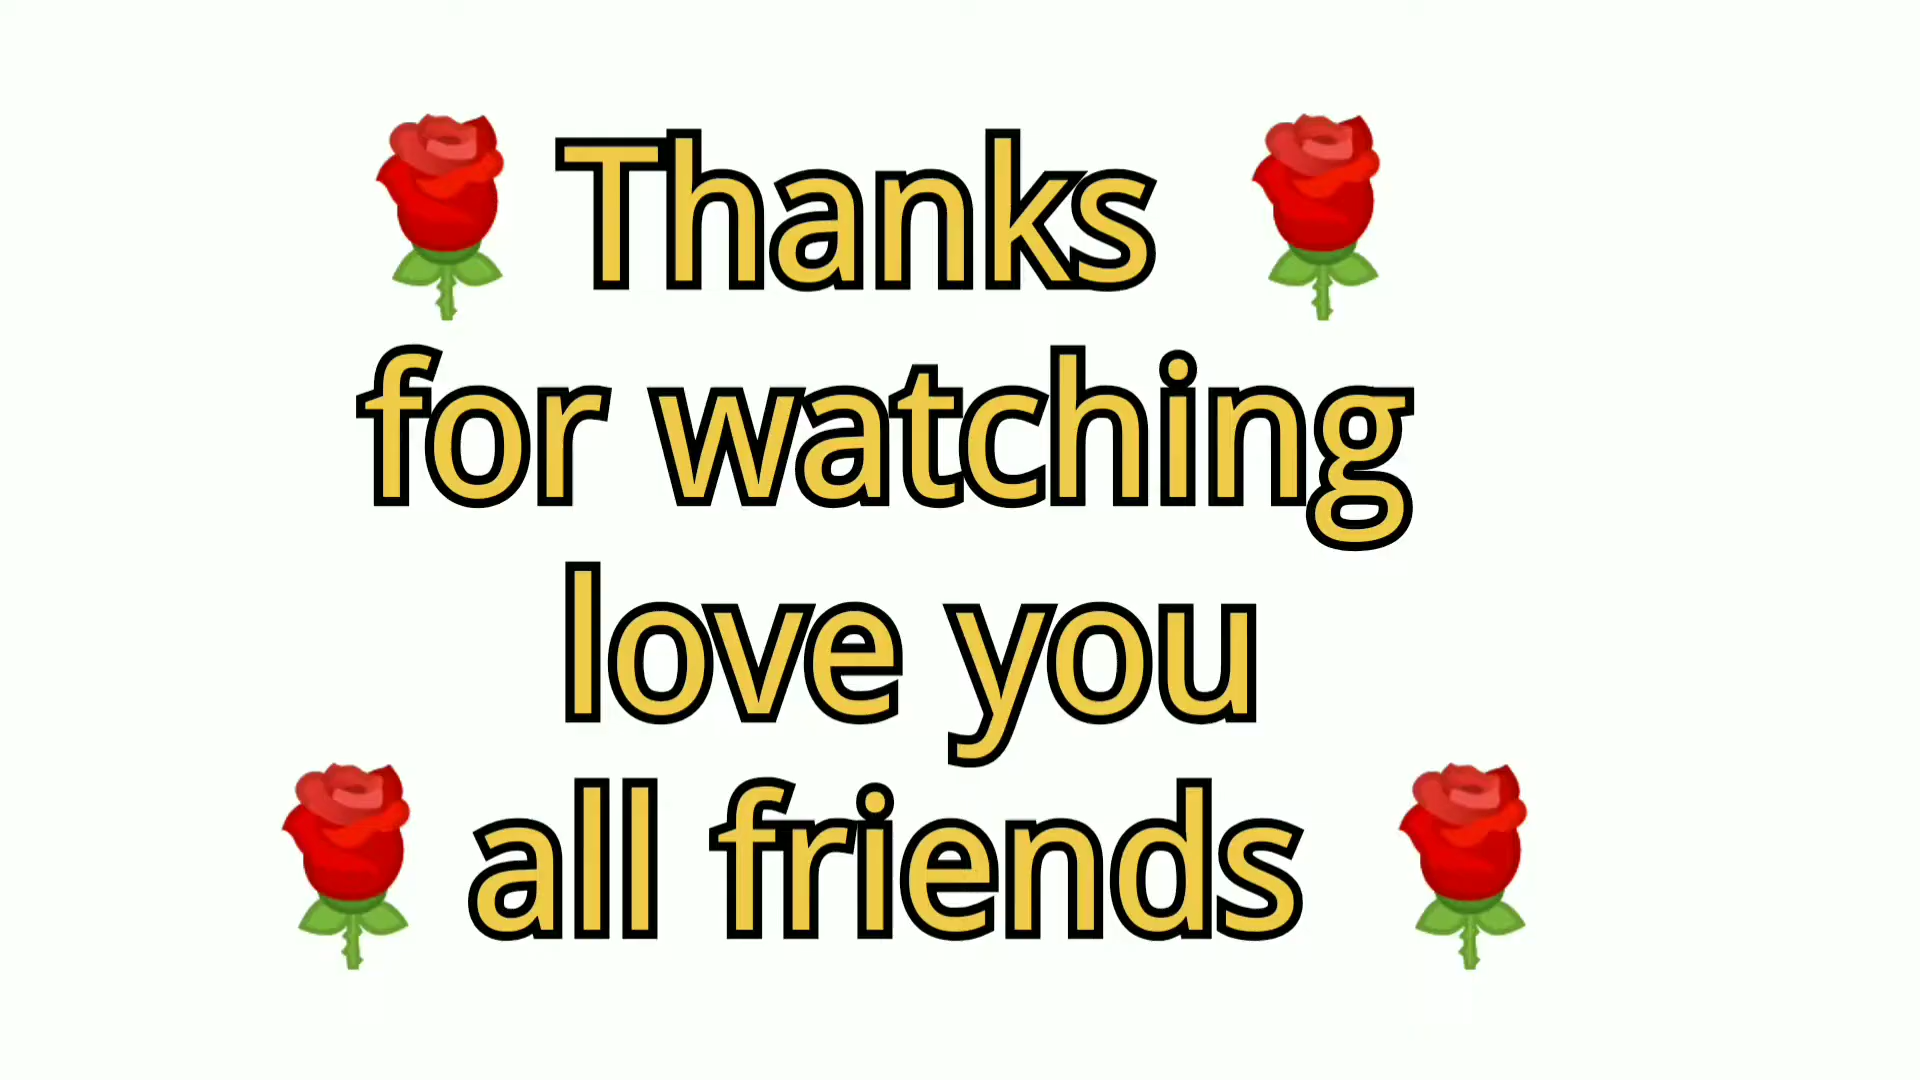 🌹 Thanks 🌹
for watching
love you
🌹 all friends 🌹